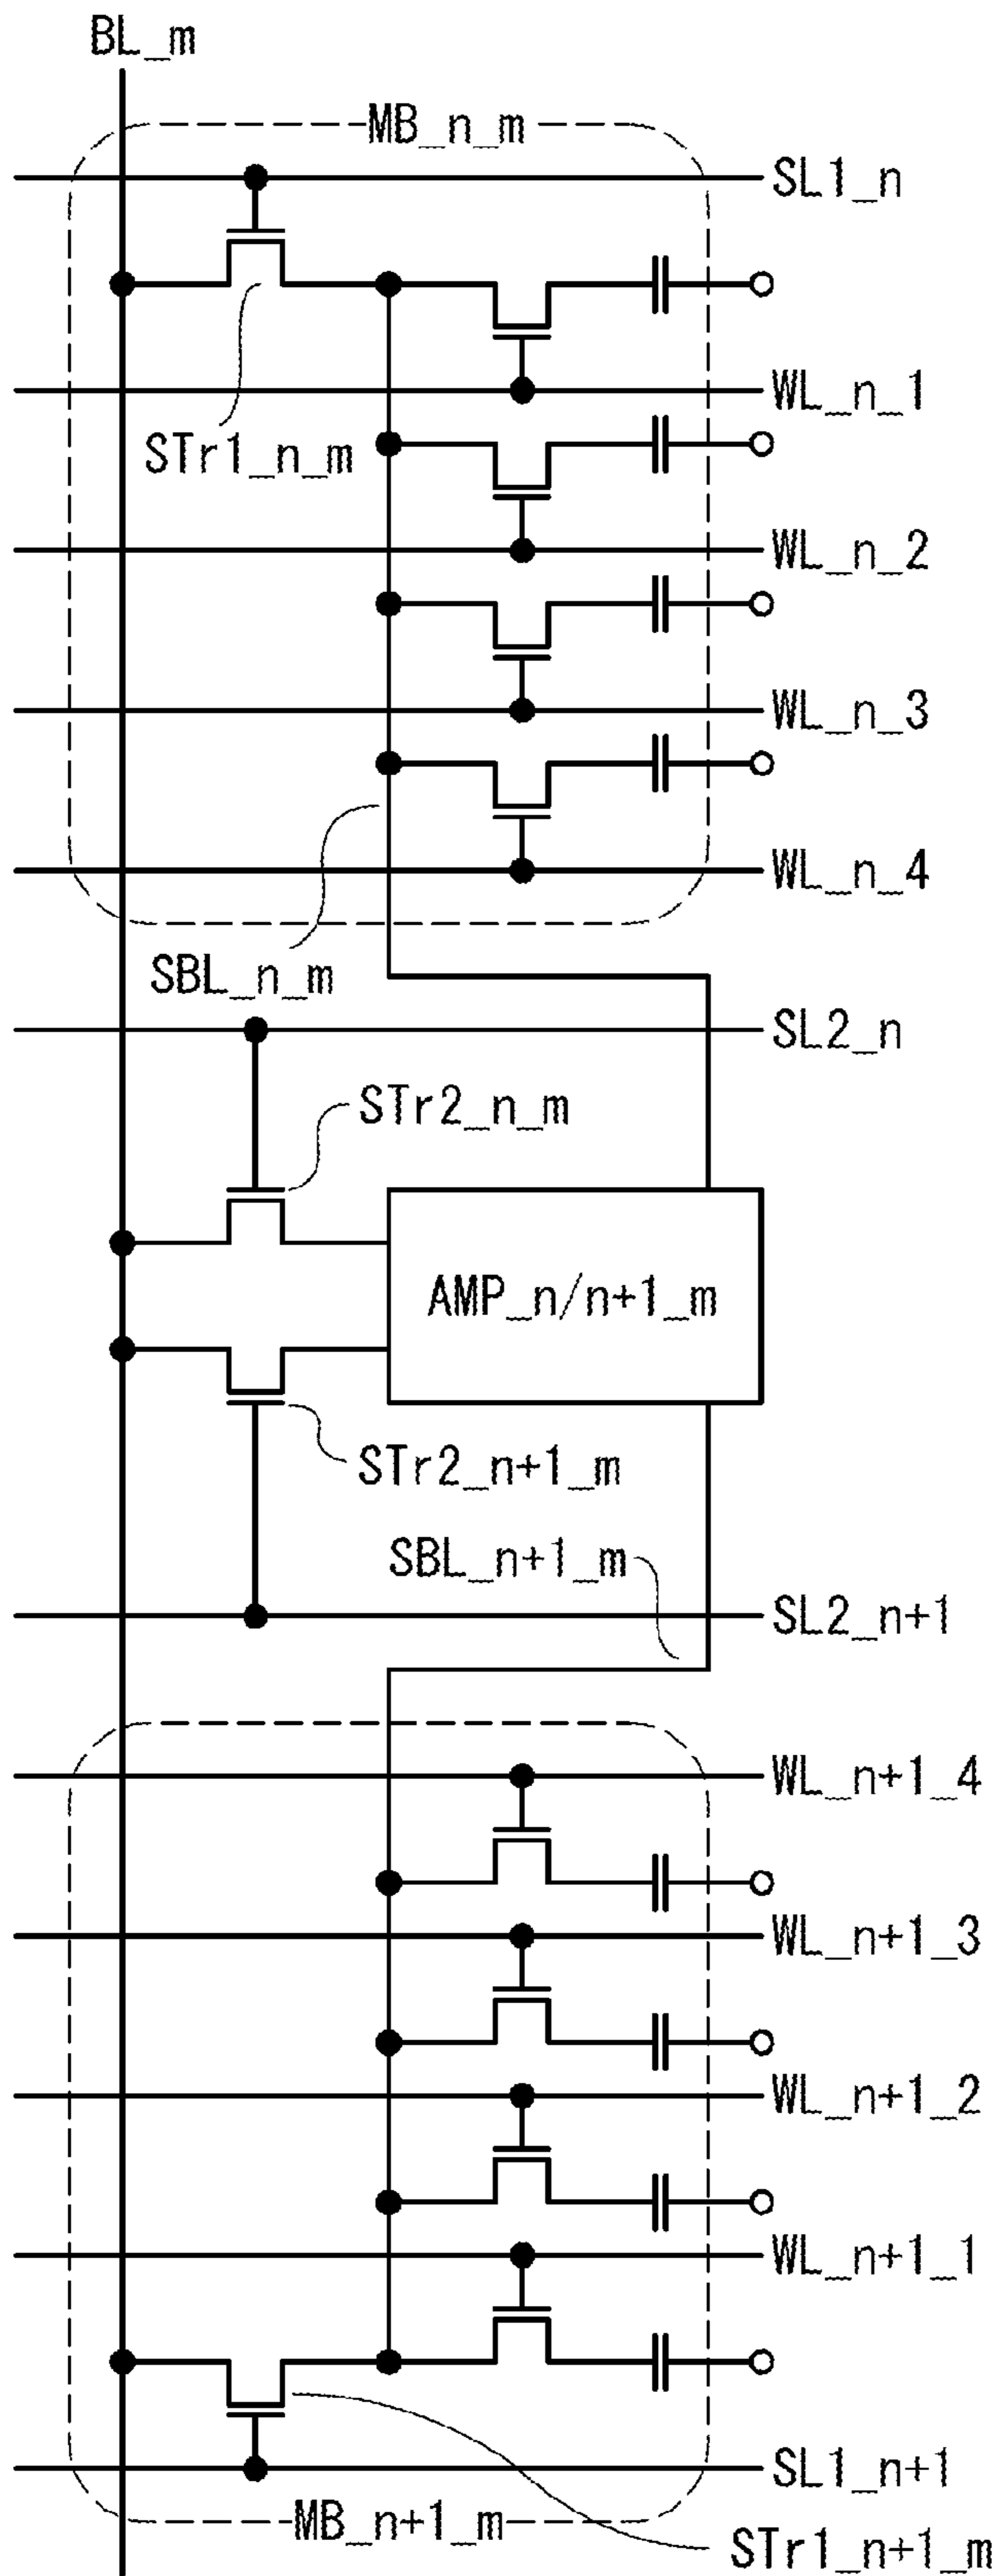 BL_m
MB_n_m
SL1_n
WL_n_1
STr1_n_m
WL_n_2
WL_n_3
WL_n_4
SBL_n_m
SL2_n
STr2_n_m
AMP_n/n+1_m
STr2_n+1_m
SBL_n+1_m
SL2_n+1
WL_n+1_4
WL_n+1_3
WL_n+1_2
WL_n+1_1
SL1_n+1
MB_n+1_m
STr1_n+1_m